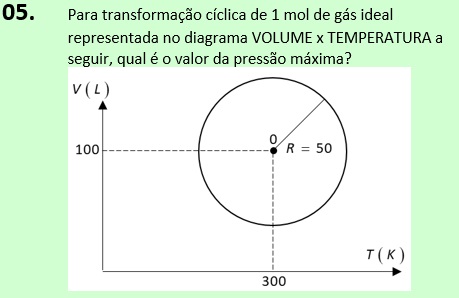 05. Para transformação cíclica de 1 mol de gás ideal
representada no diagrama VOLUME x TEMPERATURA a
seguir, qual é o valor da pressão máxima?
V ( L )
0
100
R = 50
T ( K )
300